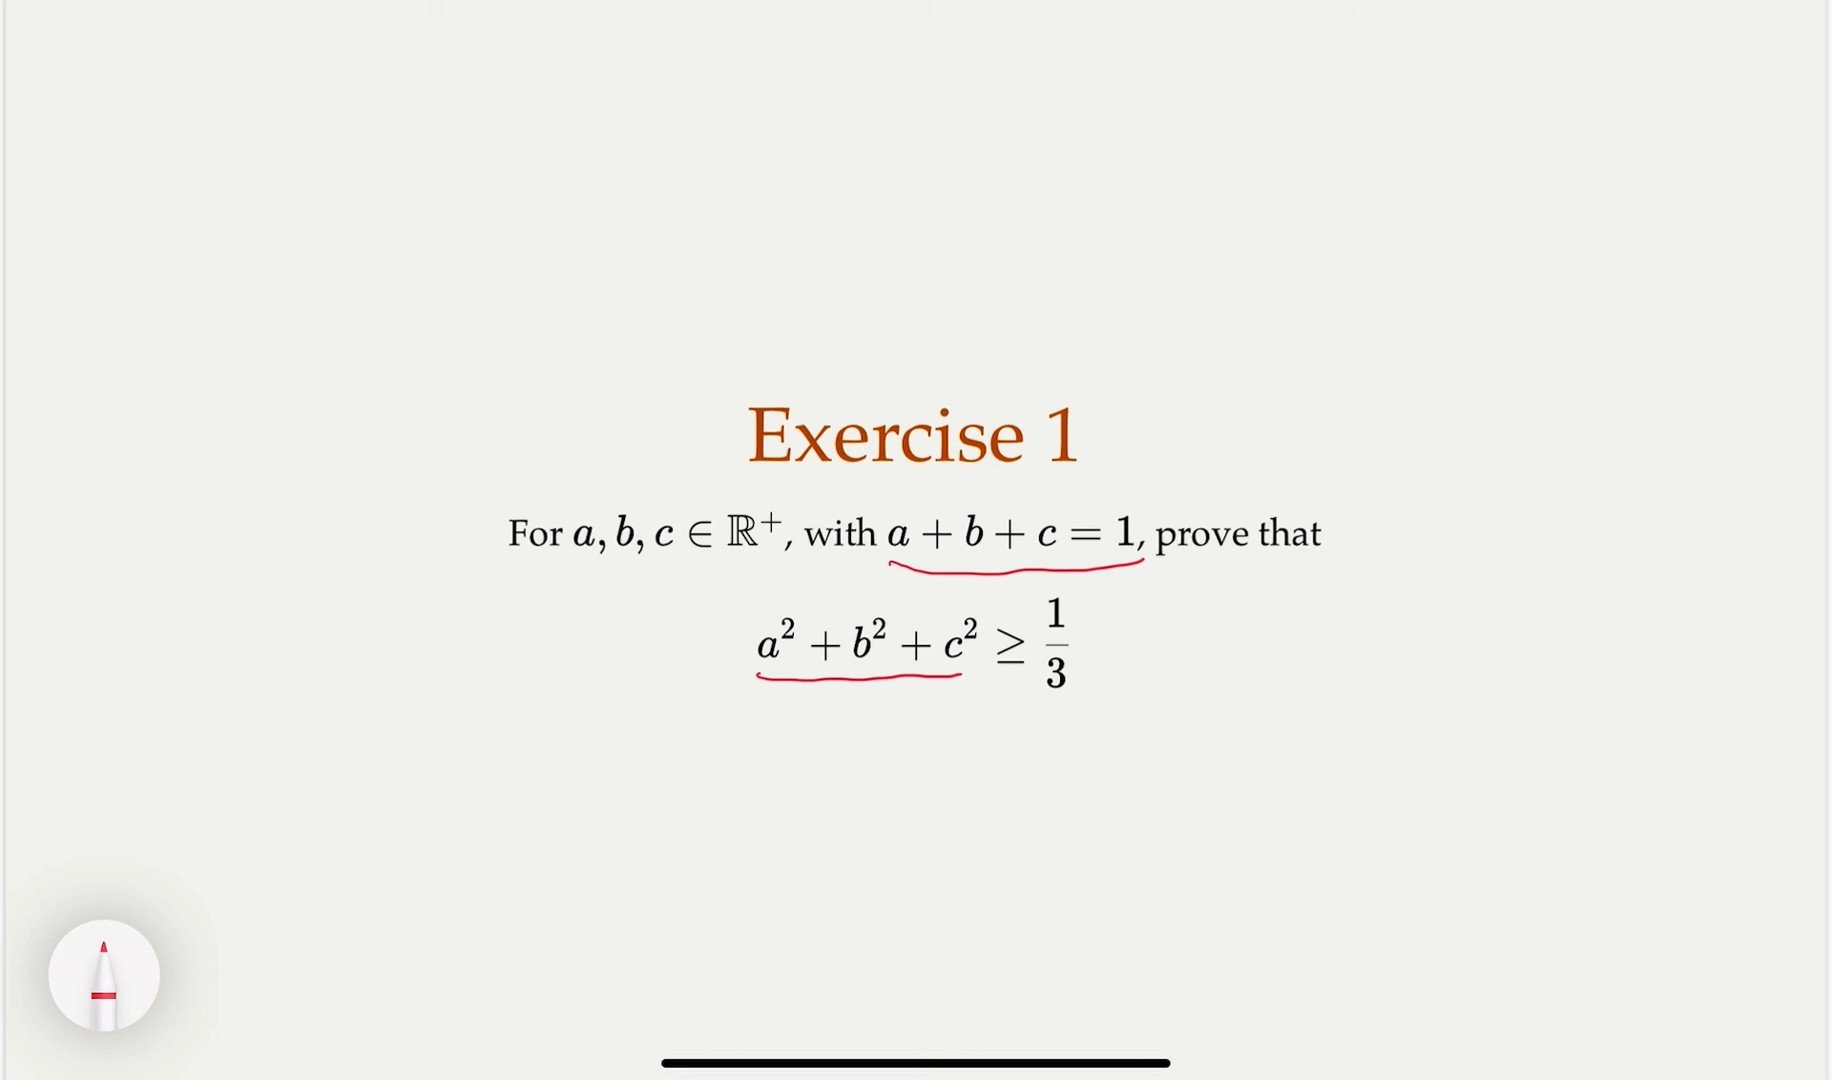 Exercise 1
For a, b, c ∈ ℝ⁺, with a + b + c = 1, prove that
a² + b² + c² ≥ 1/3